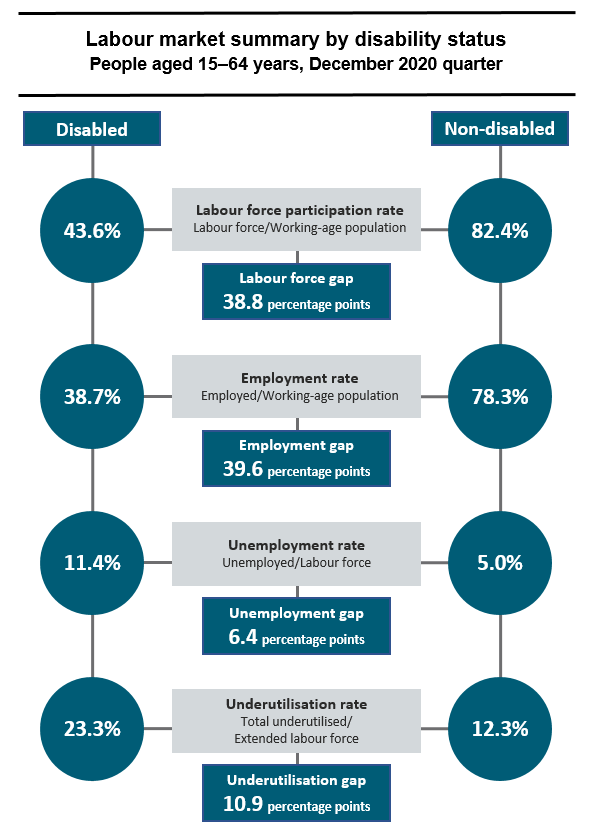 Labour market summary by disability status
People aged 15–64 years, December 2020 quarter
Disabled
Non-disabled
43.6%
Labour force participation rate
Labour force/Working-age population
82.4%
Labour force gap
38.8 percentage points
38.7%
Employment rate
Employed/Working-age population
78.3%
Employment gap
39.6 percentage points
11.4%
Unemployment rate
Unemployed/Labour force
5.0%
Unemployment gap
6.4 percentage points
23.3%
Underutilisation rate
Total underutilised/
Extended labour force
12.3%
Underutilisation gap
10.9 percentage points